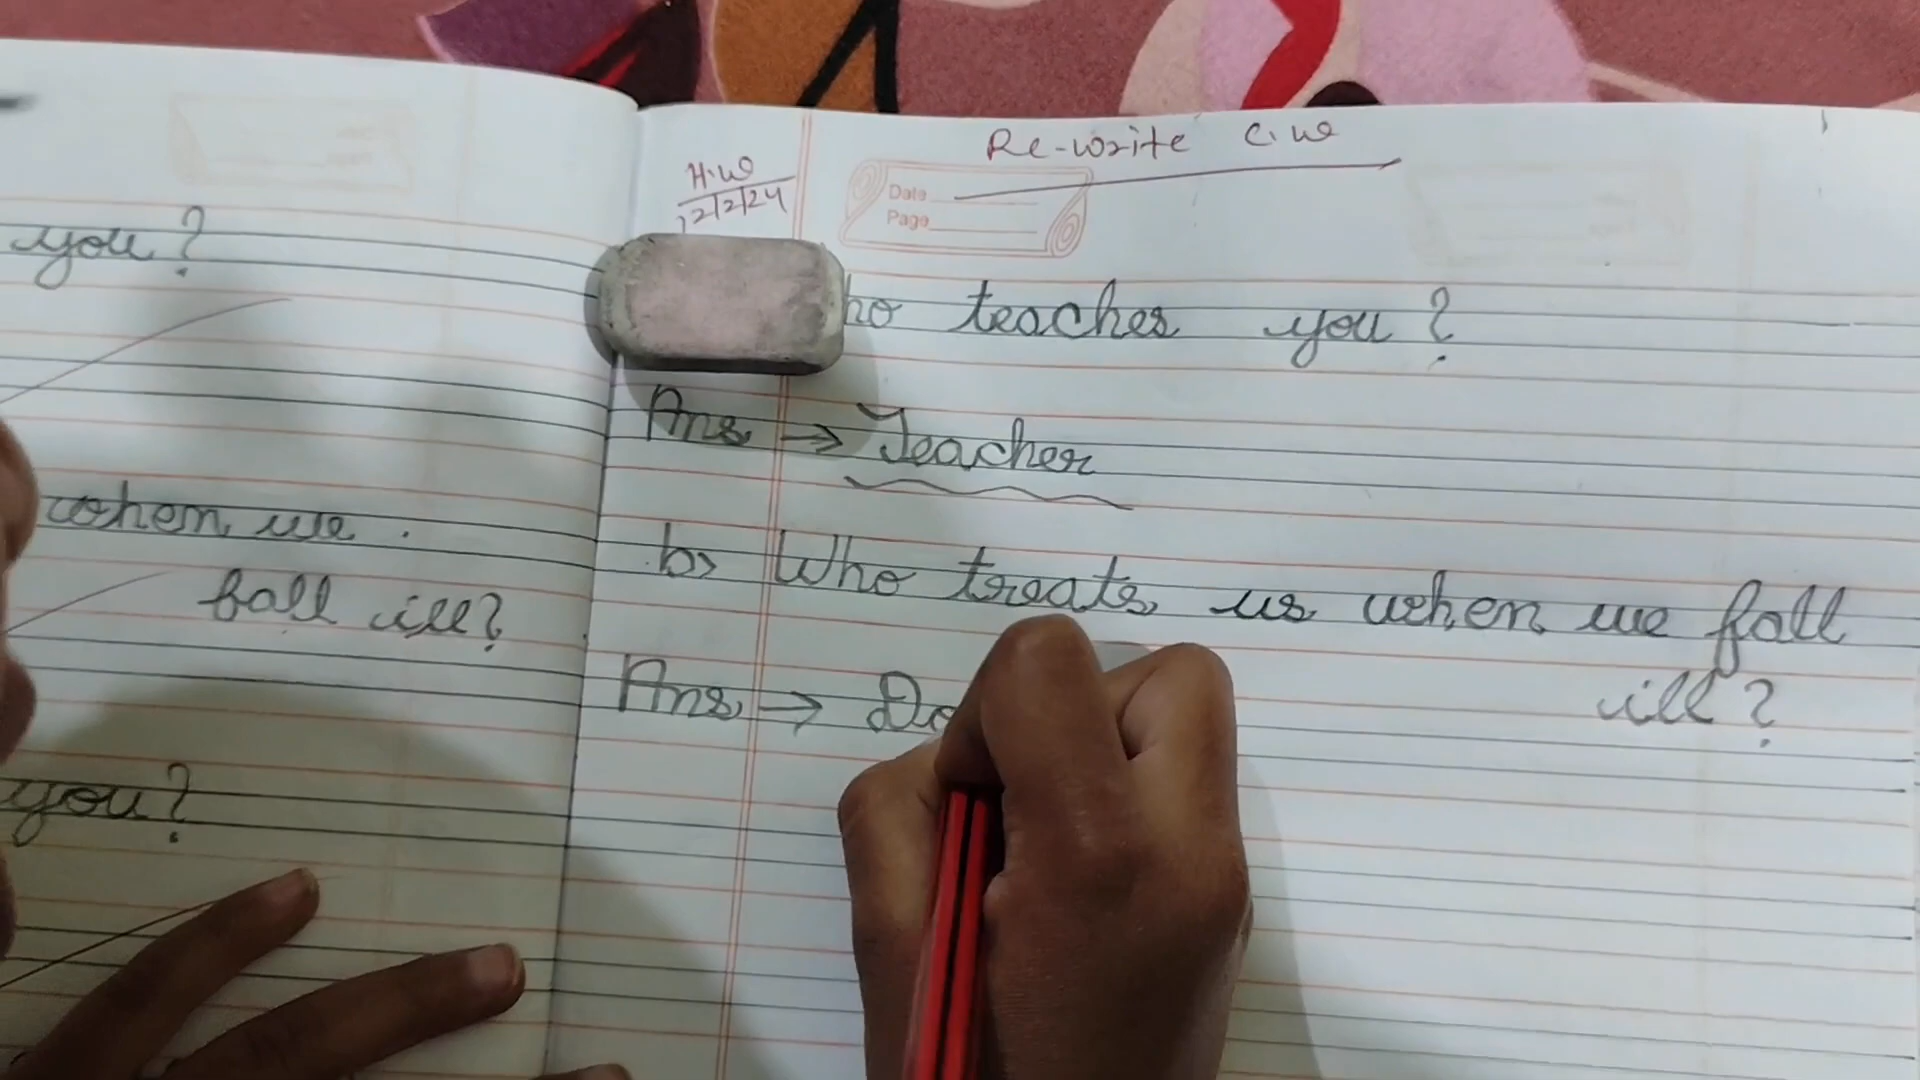 you?
when we
fall ill?
you?
Re-write C.W
H.W
12/2/24
Date
Page
ho teaches you?
Ans → Teacher
b) Who treats us when we fall
ill?
Ans → Do